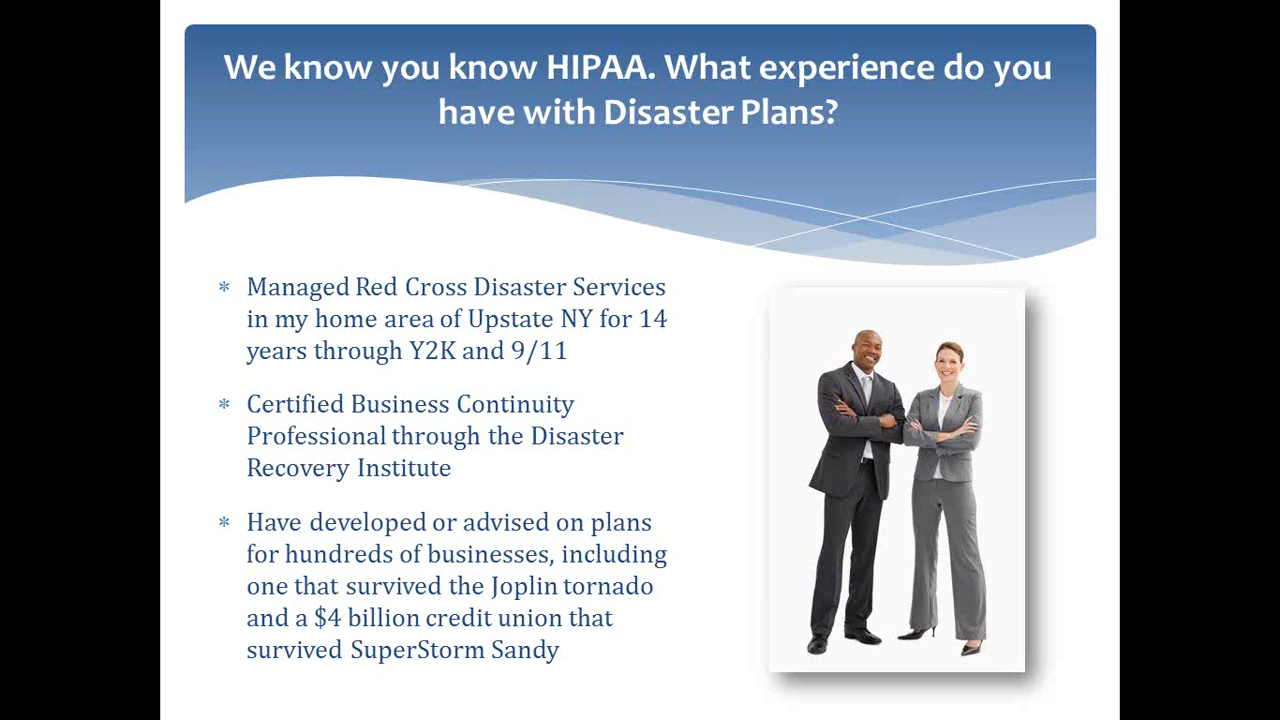 We know you know HIPAA. What experience do you
have with Disaster Plans?
* Managed Red Cross Disaster Services
in my home area of Upstate NY for 14
years through Y2K and 9/11
* Certified Business Continuity
Professional through the Disaster
Recovery Institute
* Have developed or advised on plans
for hundreds of businesses, including
one that survived the Joplin tornado
and a $4 billion credit union that
survived SuperStorm Sandy